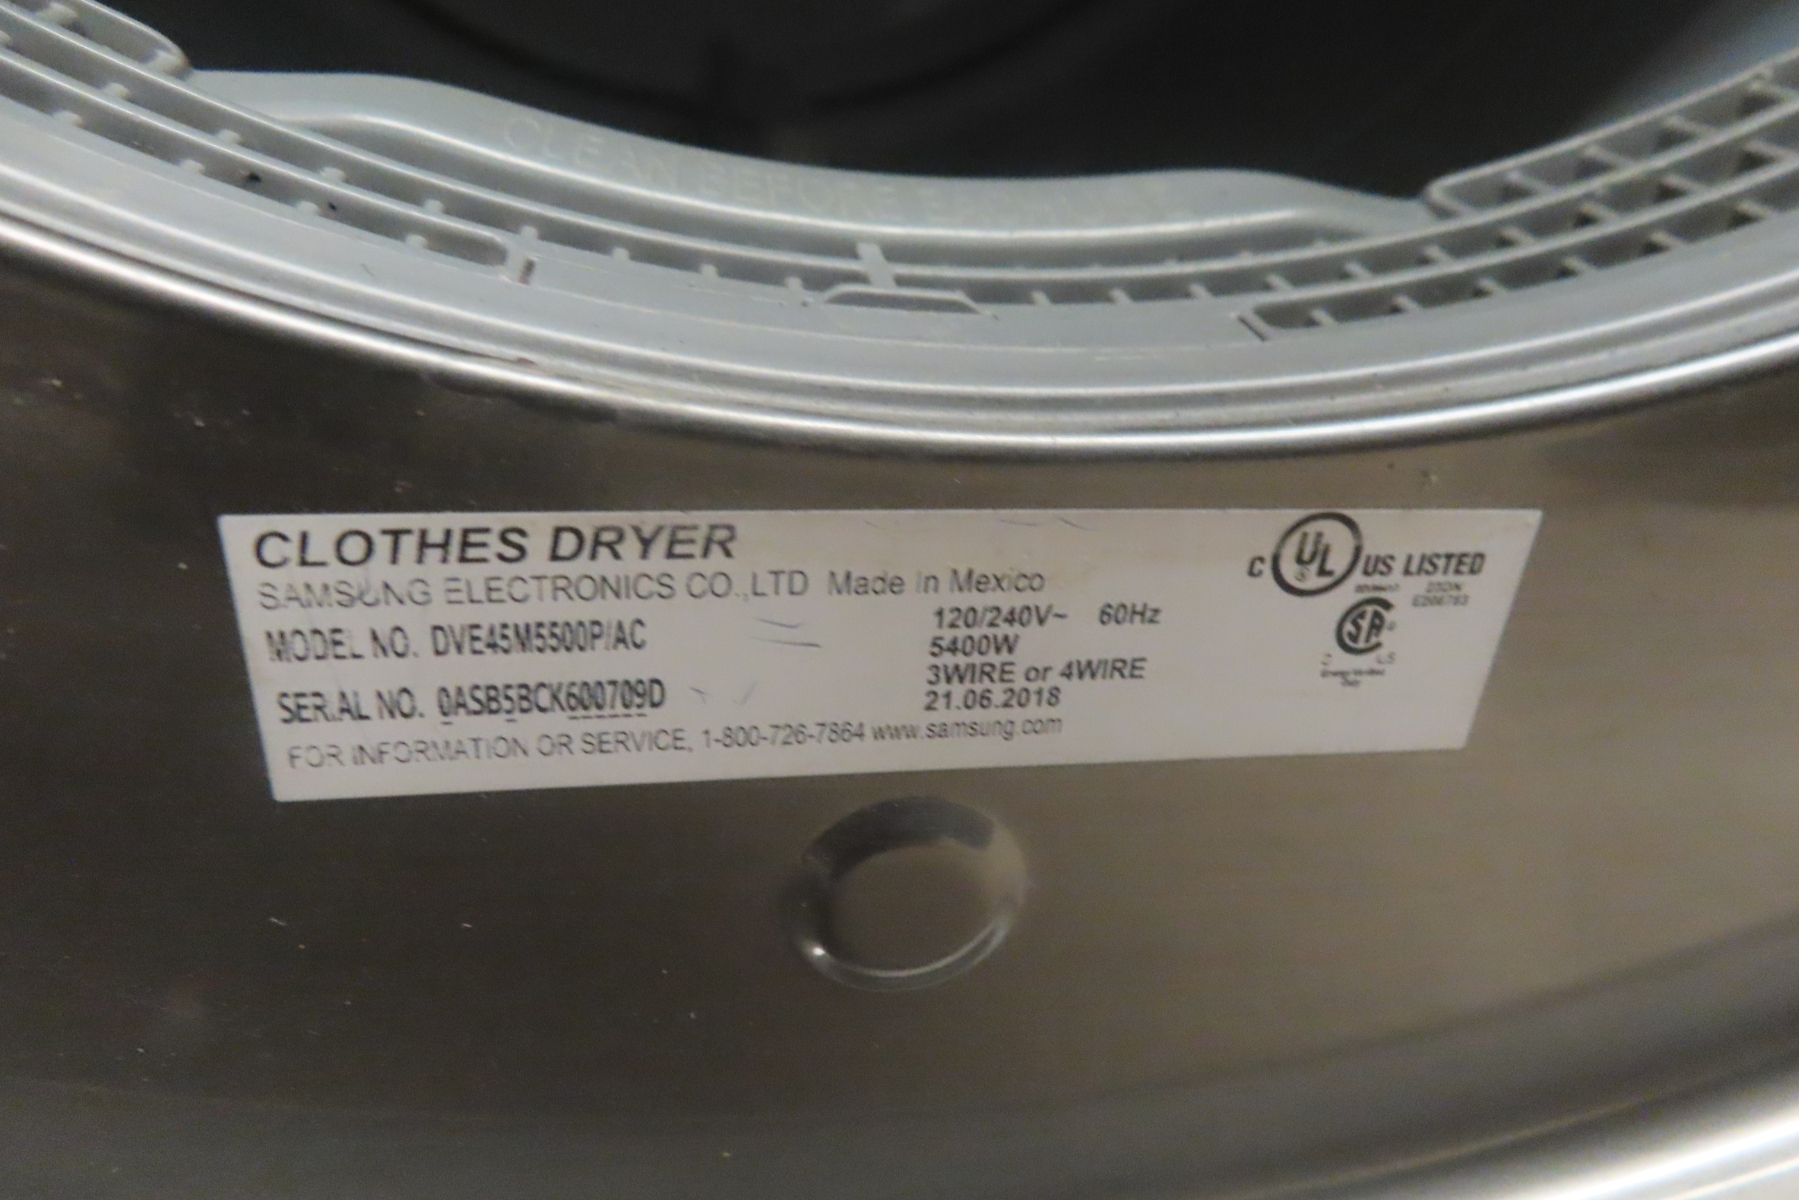 CLEAN BEFORE
CLOTHES DRYER
SAMSUNG ELECTRONICS CO.,LTD Made In Mexico
MODEL NO. DVE45M5500P/AC
SERIAL NO. 0ASB5BCK600709D
FOR INFORMATION OR SERVICE, 1-800-726-7864 www.samsung.com
120/240V~ 60Hz
5400W
3WIRE or 4WIRE
21.06.2018
C UL US LISTED
SA